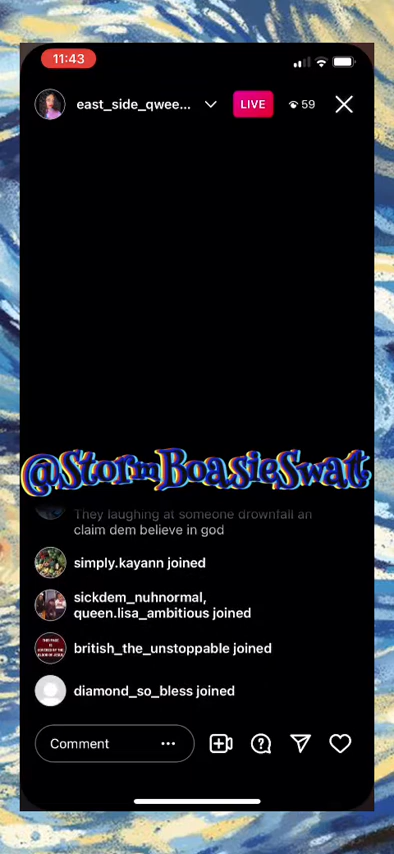 11:43
east_side_qwee... LIVE 59
@StormBoasieSwat
They laughing at someone drownfall an
claim dem believe in god
simply.kayann joined
sickdem_nuhnormal,
queen.lisa_ambitious joined
british_the_unstoppable joined
diamond_so_bless joined
Comment